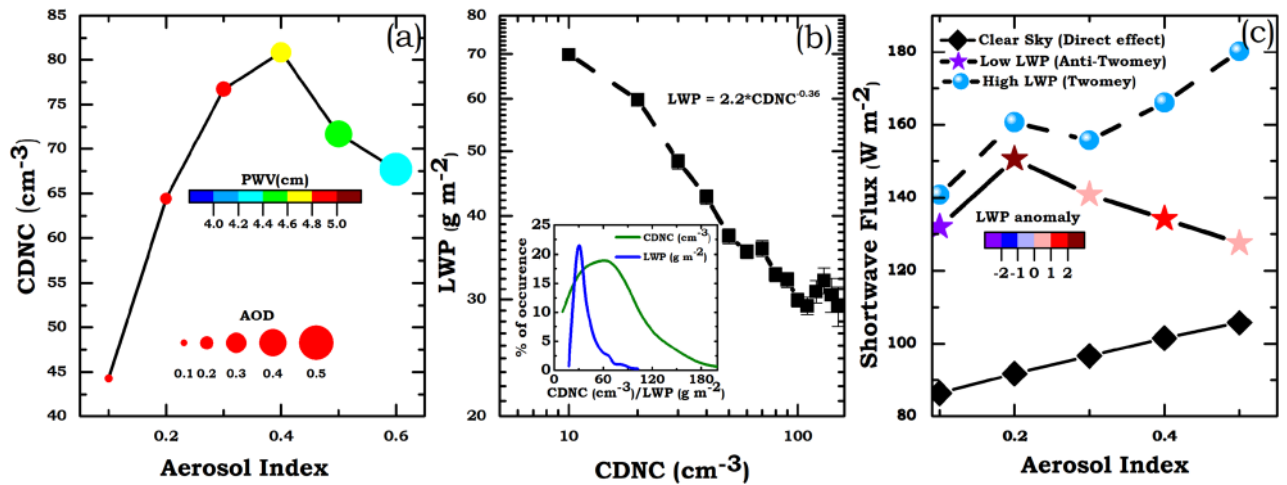 (a)
CDNC (cm-3)
85
80
75
70
65
60
55
50
45
40
PWV(cm)
4.0 4.2 4.4 4.6 4.8 5.0
AOD
0.1 0.2 0.3 0.4 0.5
0.2 0.4 0.6
Aerosol Index
(b)
LWP (g m-2)
80
70
60
50
40
30
20
LWP = 2.2*CDNC-0.36
% of occurence
25
20
15
10
5
0
CDNC (cm-3)
LWP (g m-2)
0 60 120 180
CDNC (cm-3)/LWP (g m-2)
10 100
CDNC (cm-3)
(c)
Shortwave Flux (W m-2)
180
160
140
120
100
80
Clear Sky (Direct effect)
Low LWP (Anti-Twomey)
High LWP (Twomey)
LWP anomaly
-2 -1 0 1 2
0.2 0.4
Aerosol Index